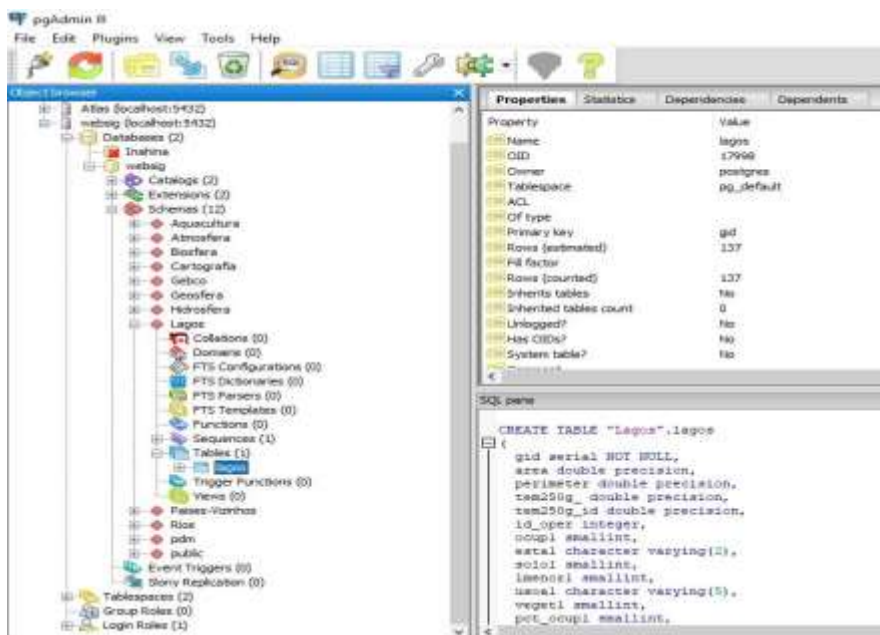 pgAdmin III
File Edit Plugins View Tools Help
Object browser
Atlas (localhost:5432)
websig (localhost:5432)
Databases (2)
Inahina
websig
Catalogs (2)
Extensions (2)
Schemas (12)
Aquacultura
Atmosfera
Biosfera
Cartografia
Gebco
Geosfera
Hidrosfera
Lagos
Collations (0)
Domains (0)
FTS Configurations (0)
FTS Dictionaries (0)
FTS Parsers (0)
FTS Templates (0)
Functions (0)
Sequences (1)
Tables (1)
lagos
Trigger Functions (0)
Views (0)
Paises-Vizinhos
Rios
pdm
public
Event Triggers (0)
Slony Replication (0)
Tablespaces (2)
Group Roles (0)
Login Roles (1)
Properties Statistics Dependencies Dependents
Property Value
Name lagos
OID 17998
Owner postgres
Tablespace pg_default
ACL
Of type
Primary key gid
Rows (estimated) 137
Fill factor
Rows (counted) 137
Inherits tables No
Inherited tables count 0
Unlogged? No
Has OIDs? No
System table? No
SQL pane
CREATE TABLE "Lagos".lagos
(
gid serial NOT NULL,
area double precision,
perimeter double precision,
tem250g_ double precision,
tem250g_id double precision,
id_oper integer,
ocup1 smallint,
esta1 character varying(2),
solo1 smallint,
lmenor1 smallint,
usoa1 character varying(5),
veget1 smallint,
pct_ocup1 smallint,